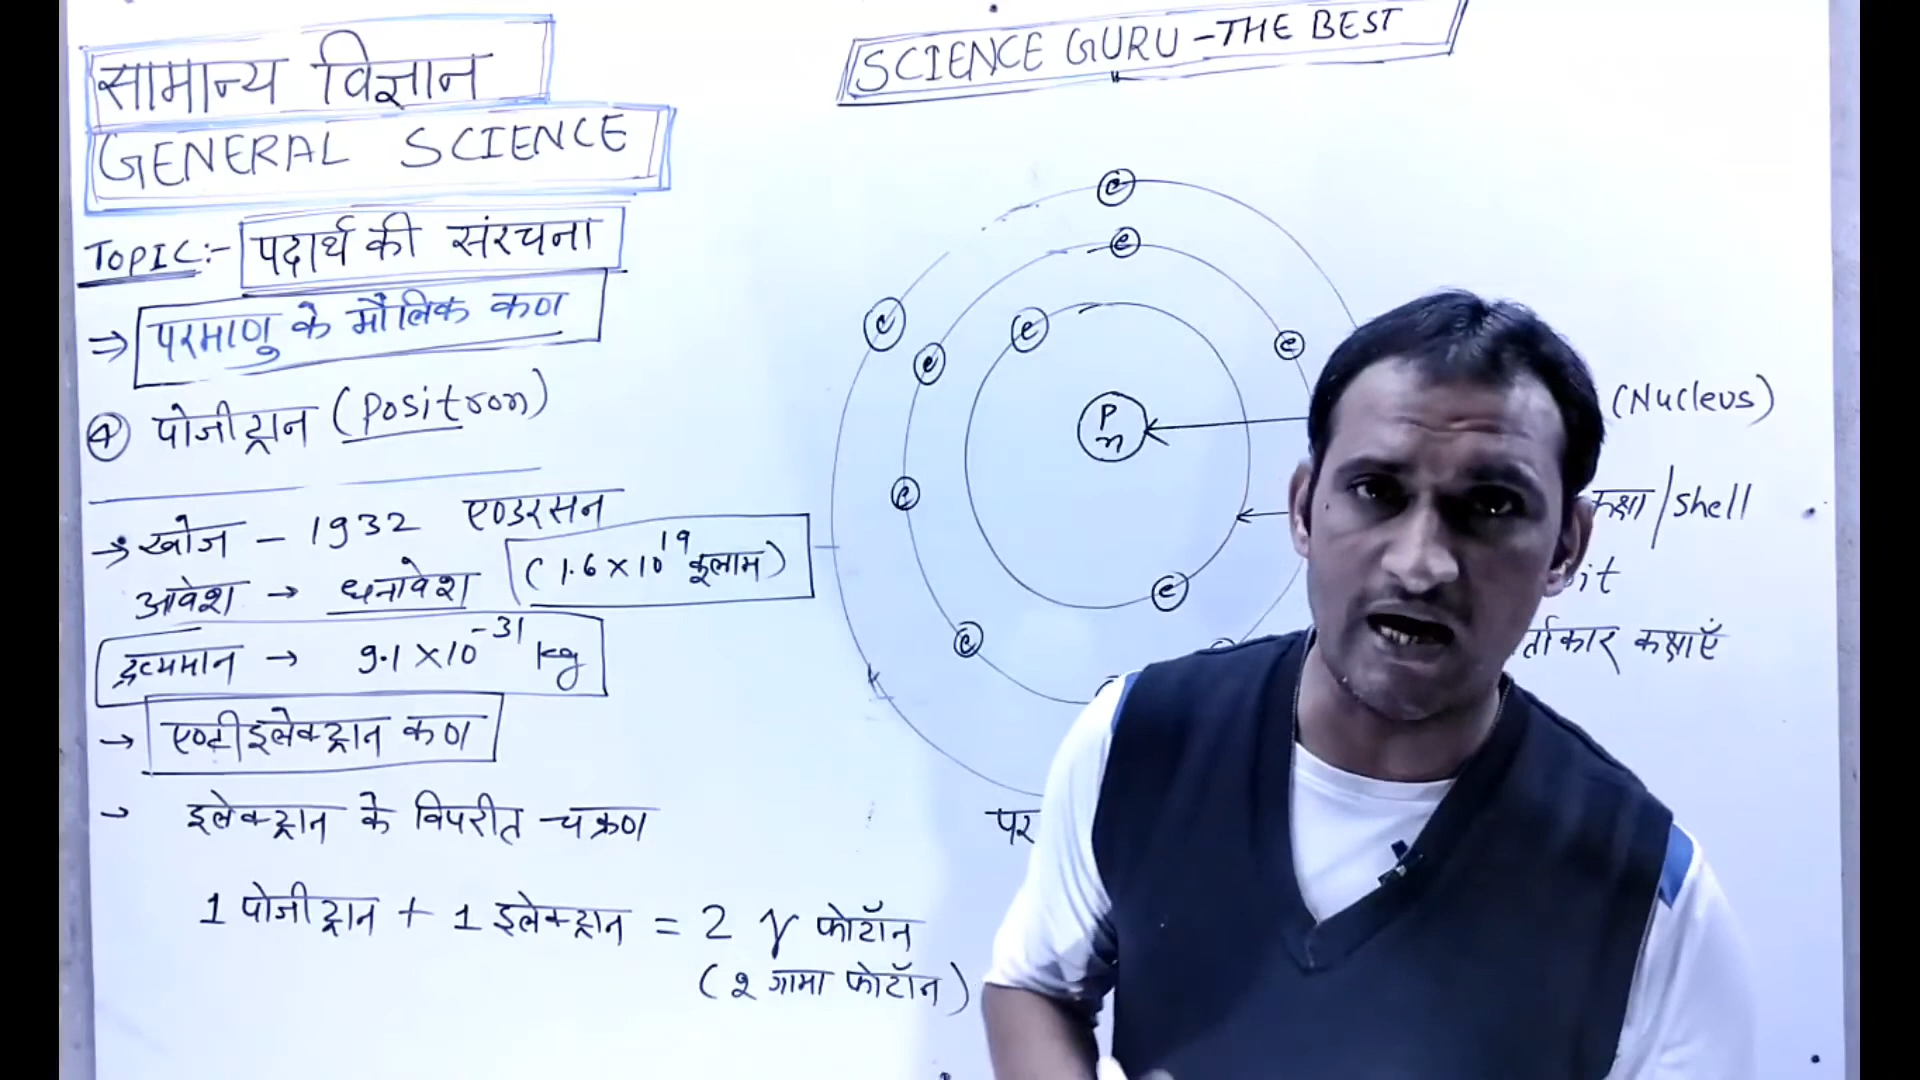 सामान्य विज्ञान
GENERAL SCIENCE
TOPIC:- पदार्थ की संरचना
⇒ परमाणु के मौलिक कण
④ पोजीट्रान (Positron)
→ खोज – 1932 एण्डरसन
आवेश → धनावेश (1.6 × 10^19 कूलाम)
द्रव्यमान → 9.1 × 10^-31 kg
→ एण्टीइलेक्ट्रान कण
→ इलेक्ट्रान के विपरीत चक्रण
1 पोजीट्रान + 1 इलेक्ट्रान = 2 γ फोटॉन
(2 गामा फोटॉन)
SCIENCE GURU – THE BEST
e
e
e
e
e
e
P
n
(Nucleus)
e
कक्षा/shell
e
e